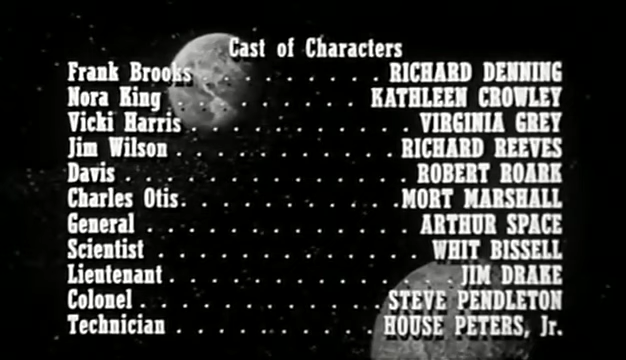 Cast of Characters
Frank Brooks . . . . . . . . . RICHARD DENNING
Nora King . . . . . . . . . KATHLEEN CROWLEY
Vicki Harris . . . . . . . . . . . VIRGINIA GREY
Jim Wilson . . . . . . . . . . . RICHARD REEVES
Davis . . . . . . . . . . . . . ROBERT ROARK
Charles Otis . . . . . . . . . . MORT MARSHALL
General . . . . . . . . . . . . . ARTHUR SPACE
Scientist . . . . . . . . . . . . . WHIT BISSELL
Lieutenant . . . . . . . . . . . . . JIM DRAKE
Colonel . . . . . . . . . . . . STEVE PENDLETON
Technician . . . . . . . . . . HOUSE PETERS, Jr.